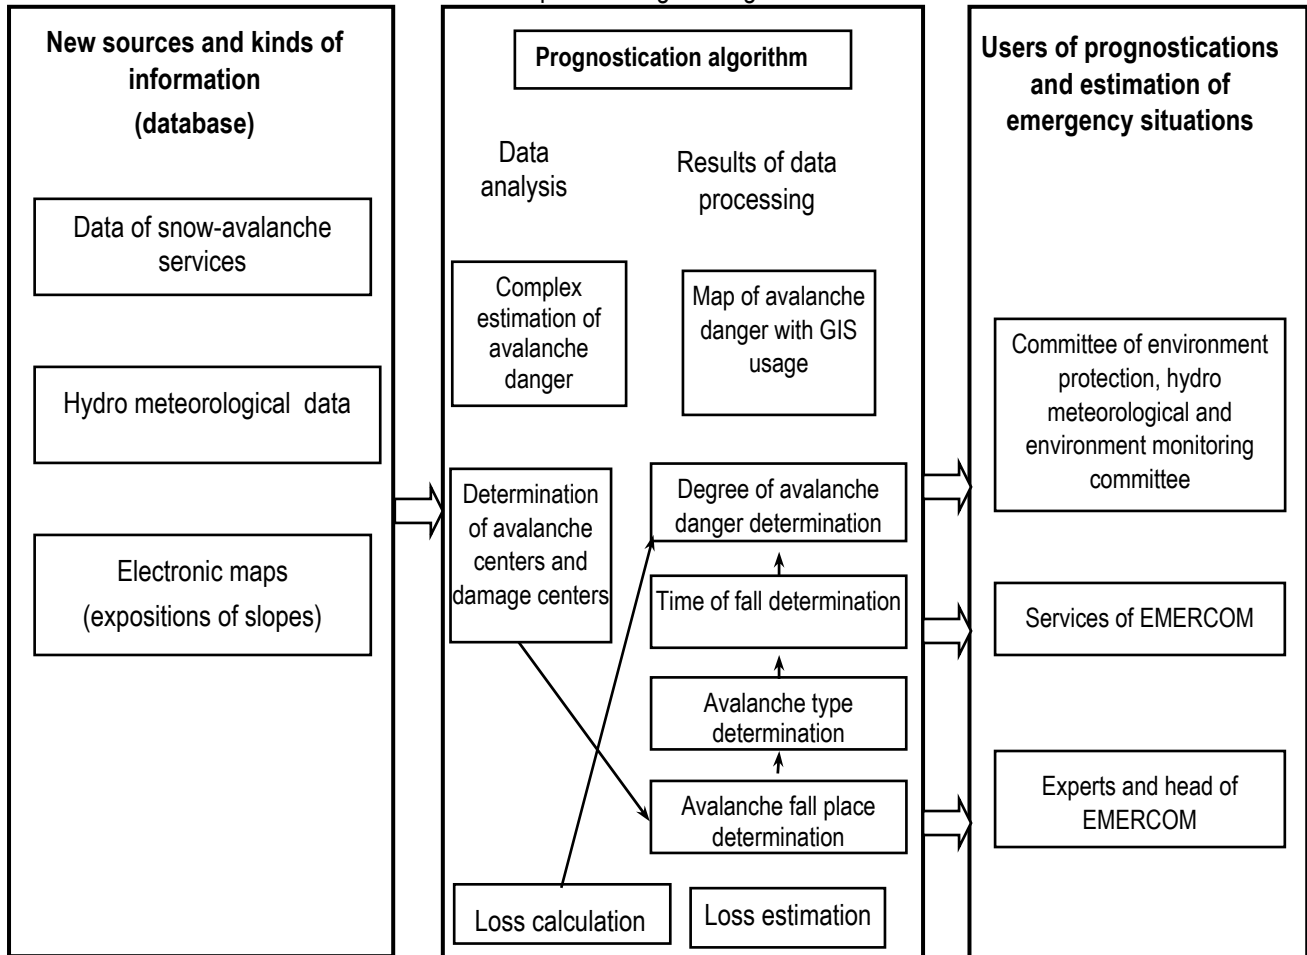 New sources and kinds of
information
(database)
Data of snow-avalanche
services
Hydro meteorological data
Electronic maps
(expositions of slopes)
Prognostication algorithm
Data
analysis
Results of data
processing
Complex
estimation of
avalanche
danger
Map of avalanche
danger with GIS
usage
Determination
of avalanche
centers and
damage centers
Degree of avalanche
danger determination
Time of fall determination
Avalanche type
determination
Avalanche fall place
determination
Loss calculation
Loss estimation
Users of prognostications
and estimation of
emergency situations
Committee of environment
protection, hydro
meteorological and
environment monitoring
committee
Services of EMERCOM
Experts and head of
EMERCOM